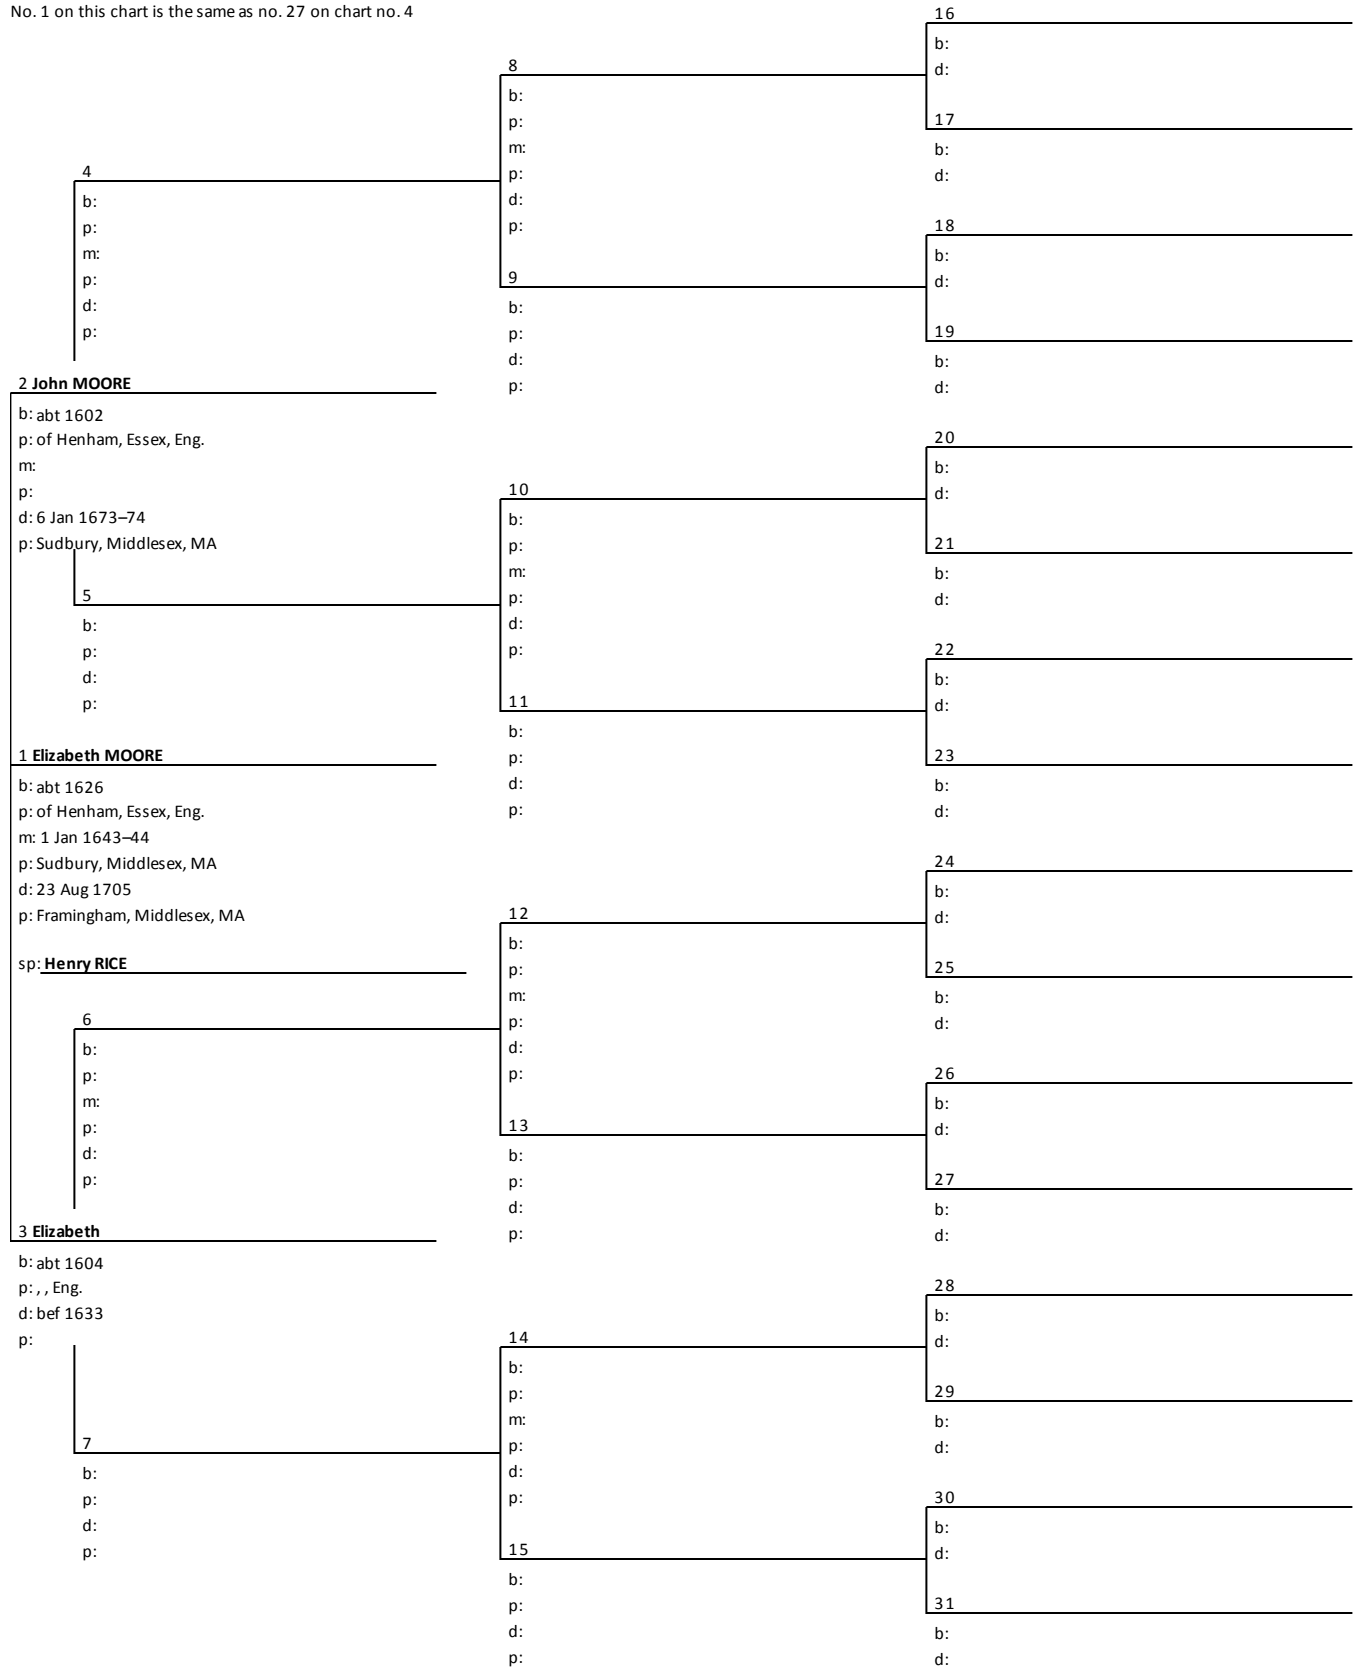 No. 1 on this chart is the same as no. 27 on chart no. 4
4
b:
p:
m:
p:
d:
p:
2 John MOORE
b: abt 1602
p: of Henham, Essex, Eng.
m:
p:
d: 6 Jan 1673–74
p: Sudbury, Middlesex, MA
5
b:
p:
d:
p:
1 Elizabeth MOORE
b: abt 1626
p: of Henham, Essex, Eng.
m: 1 Jan 1643–44
p: Sudbury, Middlesex, MA
d: 23 Aug 1705
p: Framingham, Middlesex, MA
sp: Henry RICE
6
b:
p:
m:
p:
d:
p:
3 Elizabeth
b: abt 1604
p: , , Eng.
d: bef 1633
p:
7
b:
p:
d:
p:
8
b:
p:
m:
p:
d:
p:
9
b:
p:
d:
p:
10
b:
p:
m:
p:
d:
p:
11
b:
p:
d:
p:
12
b:
p:
m:
p:
d:
p:
13
b:
p:
d:
p:
14
b:
p:
m:
p:
d:
p:
15
b:
p:
d:
p:
16
b:
d:
17
b:
d:
18
b:
d:
19
b:
d:
20
b:
d:
21
b:
d:
22
b:
d:
23
b:
d:
24
b:
d:
25
b:
d:
26
b:
d:
27
b:
d:
28
b:
d:
29
b:
d:
30
b:
d:
31
b:
d: